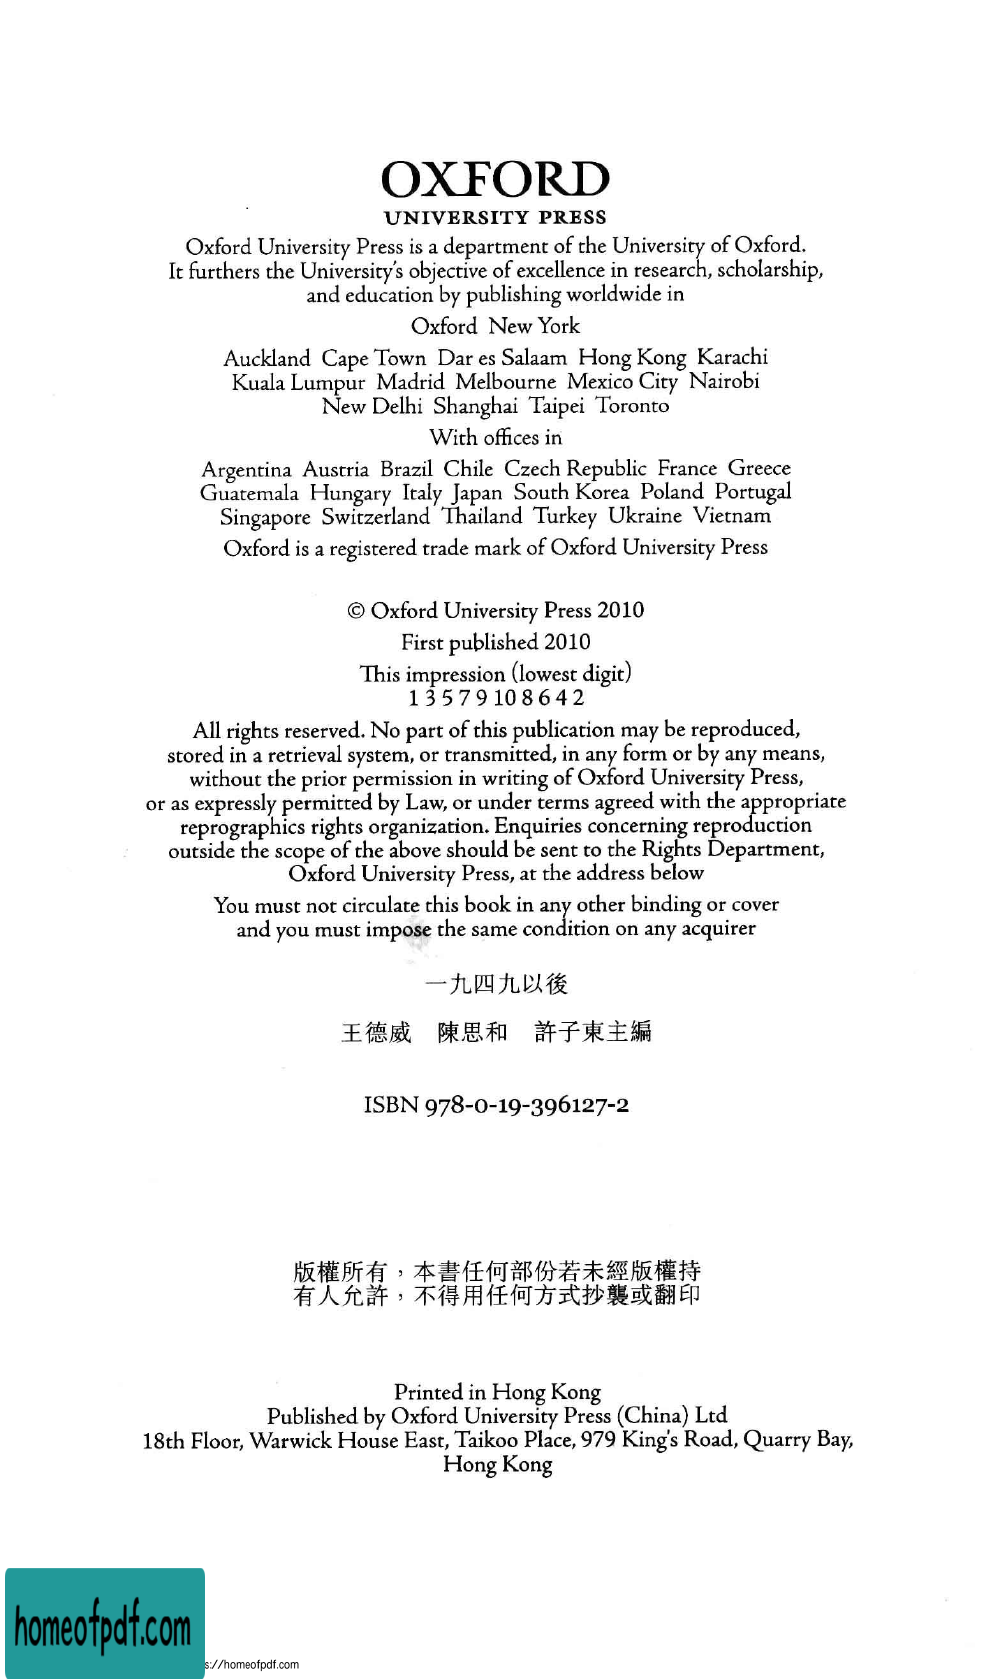 OXFORD
UNIVERSITY PRESS
Oxford University Press is a department of the University of Oxford.
It furthers the University's objective of excellence in research, scholarship,
and education by publishing worldwide in
Oxford New York
Auckland Cape Town Dar es Salaam Hong Kong Karachi
Kuala Lumpur Madrid Melbourne Mexico City Nairobi
New Delhi Shanghai Taipei Toronto
With offices in
Argentina Austria Brazil Chile Czech Republic France Greece
Guatemala Hungary Italy Japan South Korea Poland Portugal
Singapore Switzerland Thailand Turkey Ukraine Vietnam
Oxford is a registered trade mark of Oxford University Press
© Oxford University Press 2010
First published 2010
This impression (lowest digit)
1 3 5 7 9 10 8 6 4 2
All rights reserved. No part of this publication may be reproduced,
stored in a retrieval system, or transmitted, in any form or by any means,
without the prior permission in writing of Oxford University Press,
or as expressly permitted by Law, or under terms agreed with the appropriate
reprographics rights organization. Enquiries concerning reproduction
outside the scope of the above should be sent to the Rights Department,
Oxford University Press, at the address below
You must not circulate this book in any other binding or cover
and you must impose the same condition on any acquirer
一九四九以後
王德威 陳思和 許子東主編
ISBN 978-0-19-396127-2
版權所有，本書任何部份若未經版權持
有人允許，不得用任何方式抄襲或翻印
Printed in Hong Kong
Published by Oxford University Press (China) Ltd
18th Floor, Warwick House East, Taikoo Place, 979 King's Road, Quarry Bay,
Hong Kong
homeofpdf.com
s://homeofpdf.com